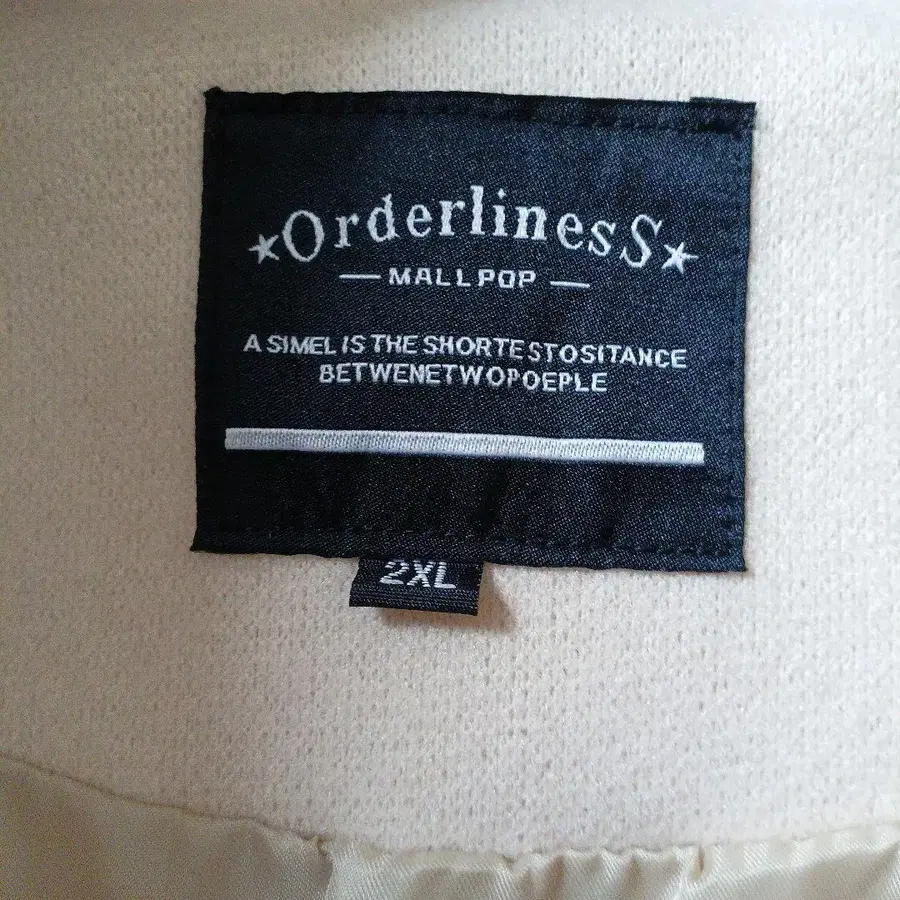 ★OrderlinesS★
— MALLPOP —
A SIMEL IS THE SHORTESTOSITANCE
BETWENETWOPOEPLE
2XL